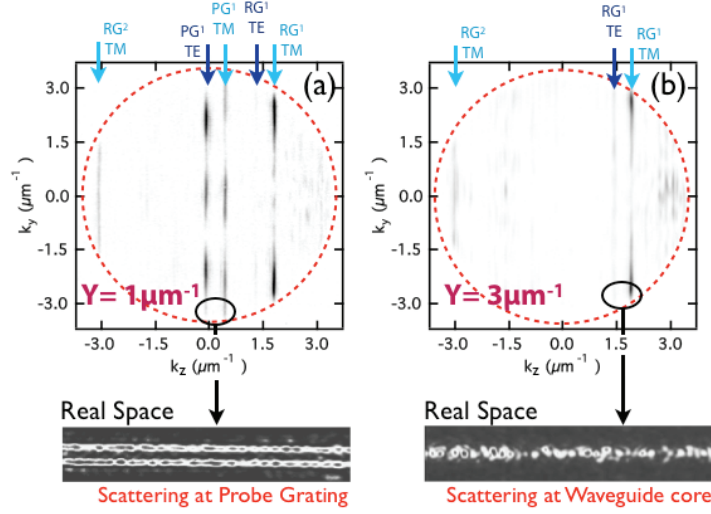 RG² PG¹ PG¹ RG¹ RG¹
TM TE TM TE TM
(a)
3.0
1.5
0.0
-1.5
-3.0
k_y (μm⁻¹)
Y= 1μm⁻¹
-3.0 -1.5 0.0 1.5 3.0
k_z (μm⁻¹)
Real Space
Scattering at Probe Grating
RG² RG¹ RG¹
TM TE TM
(b)
3.0
1.5
0.0
-1.5
-3.0
k_y (μm⁻¹)
Y= 3μm⁻¹
-3.0 -1.5 0.0 1.5 3.0
k_z (μm⁻¹)
Real Space
Scattering at Waveguide core